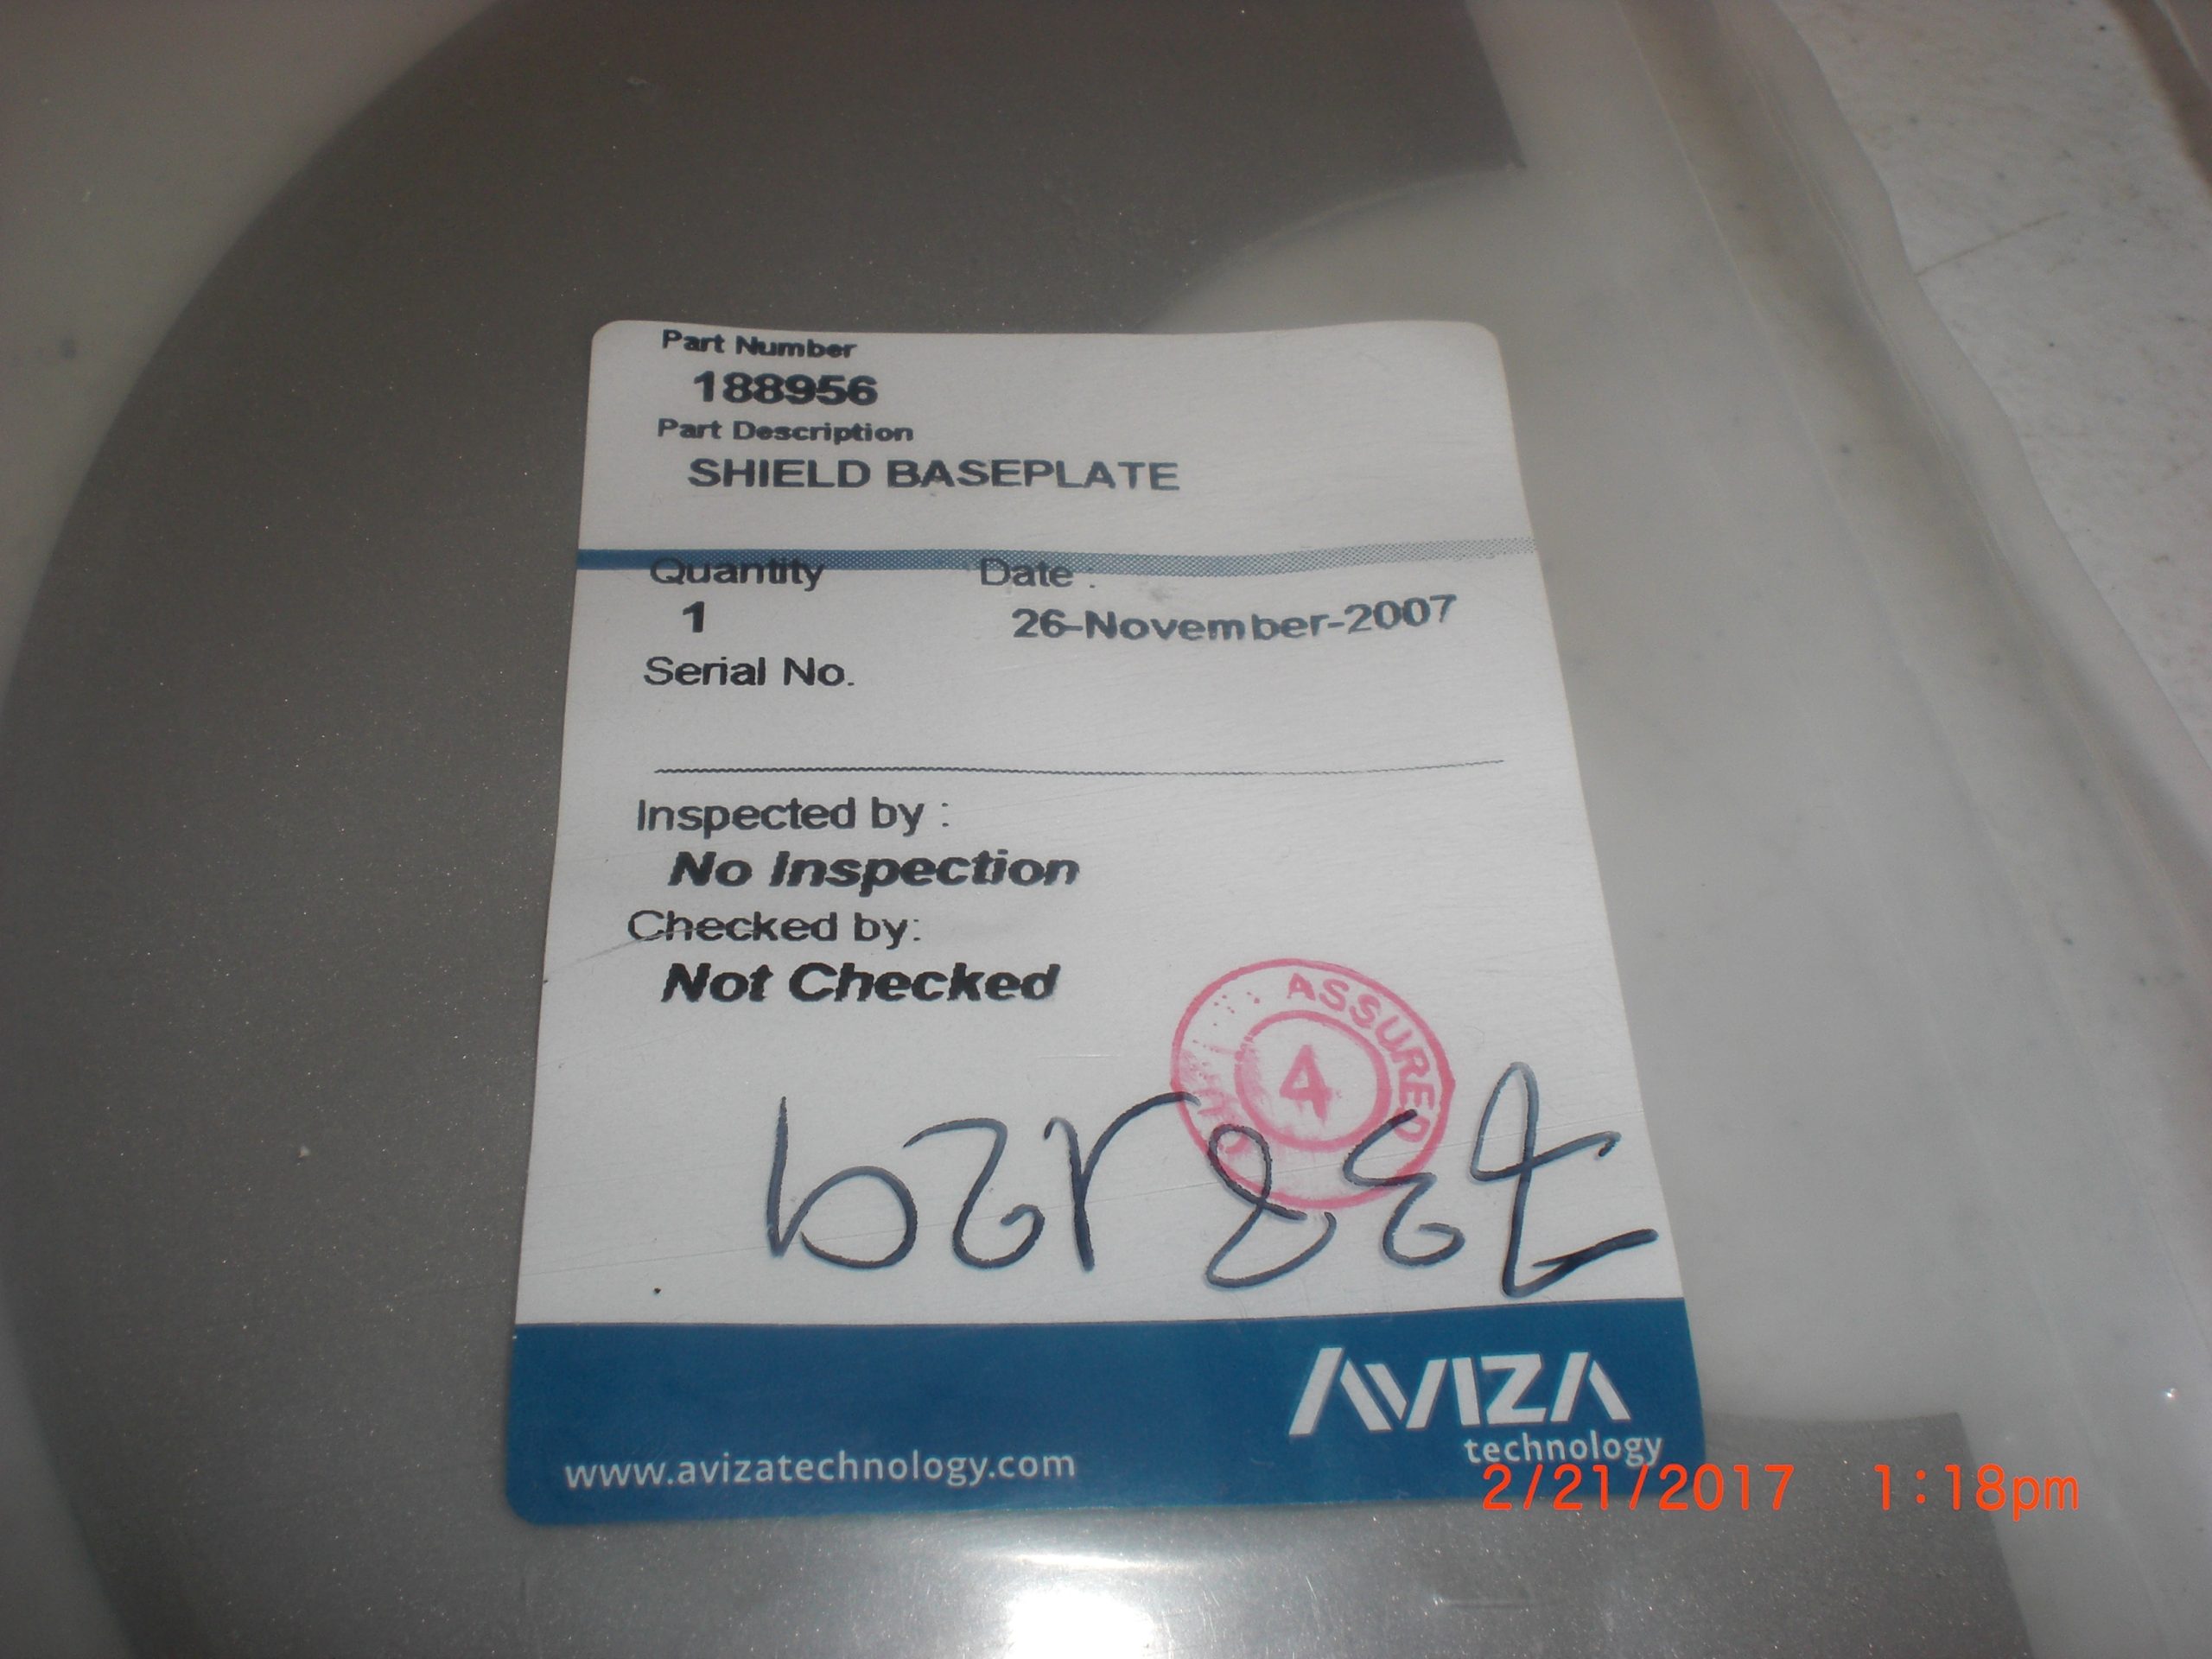 Part Number
188956
Part Description
SHIELD BASEPLATE
Quantity Date :
1 26-November-2007
Serial No.
Inspected by :
No Inspection
Checked by:
Not Checked
ASSURED
4
AVIZA
technology
www.avizatechnology.com
2/21/2017 1:18pm